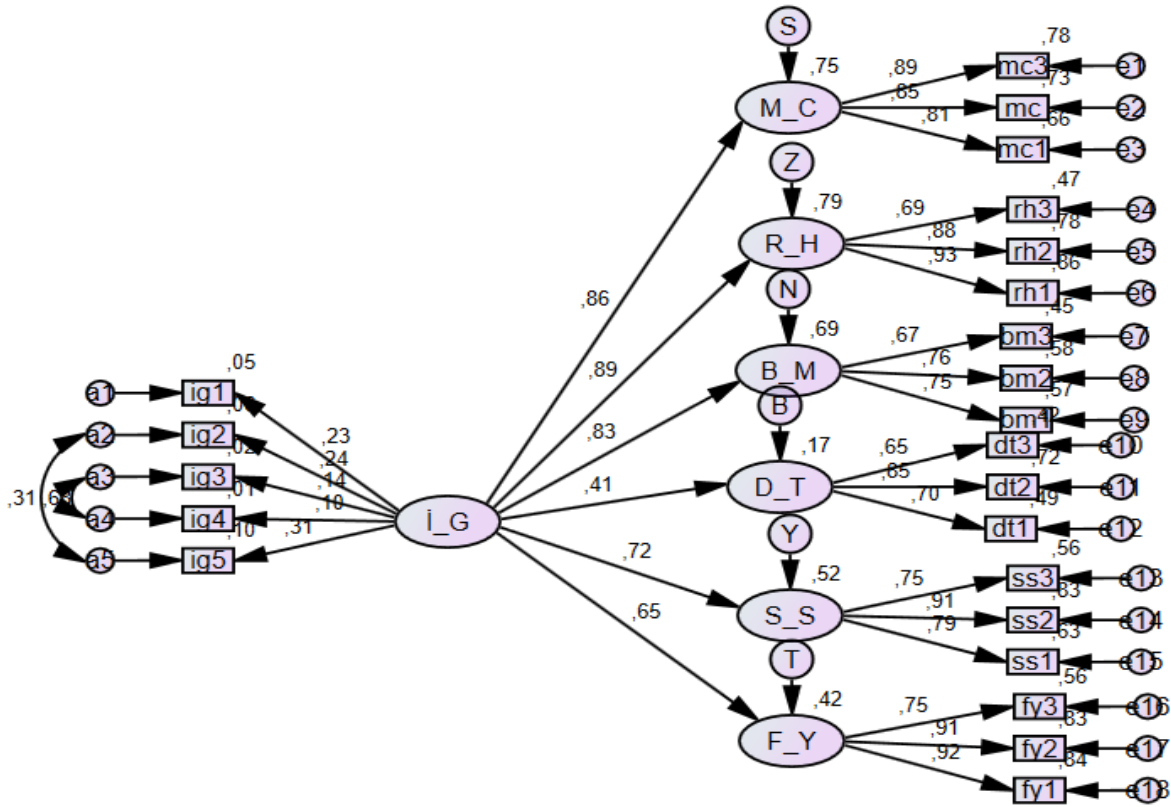 S
,75
M_C
,89
,85
,81
,78
mc3
e1
,73
mc
e2
,66
mc1
e3
Z
,79
R_H
,69
,88
,93
,47
rh3
e4
,78
rh2
e5
,86
rh1
e6
N
,69
B_M
,67
,76
,75
,45
bm3
e7
,58
bm2
e8
,57
bm1
e9
B
,17
D_T
,65
,85
,70
,42
dt3
e10
,72
dt2
e11
,49
dt1
e12
Y
,52
S_S
,75
,91
,79
,56
ss3
e13
,83
ss2
e14
,63
ss1
e15
T
,42
F_Y
,75
,91
,92
,56
fy3
e16
,83
fy2
e17
,84
fy1
e18
,86
,89
,83
,41
,72
,65
İ_G
,05
a1
ig1
,23
a2
ig2
,24
,02
a3
ig3
,14
,01
a4
ig4
,10
,10
a5
ig5
,31
,31